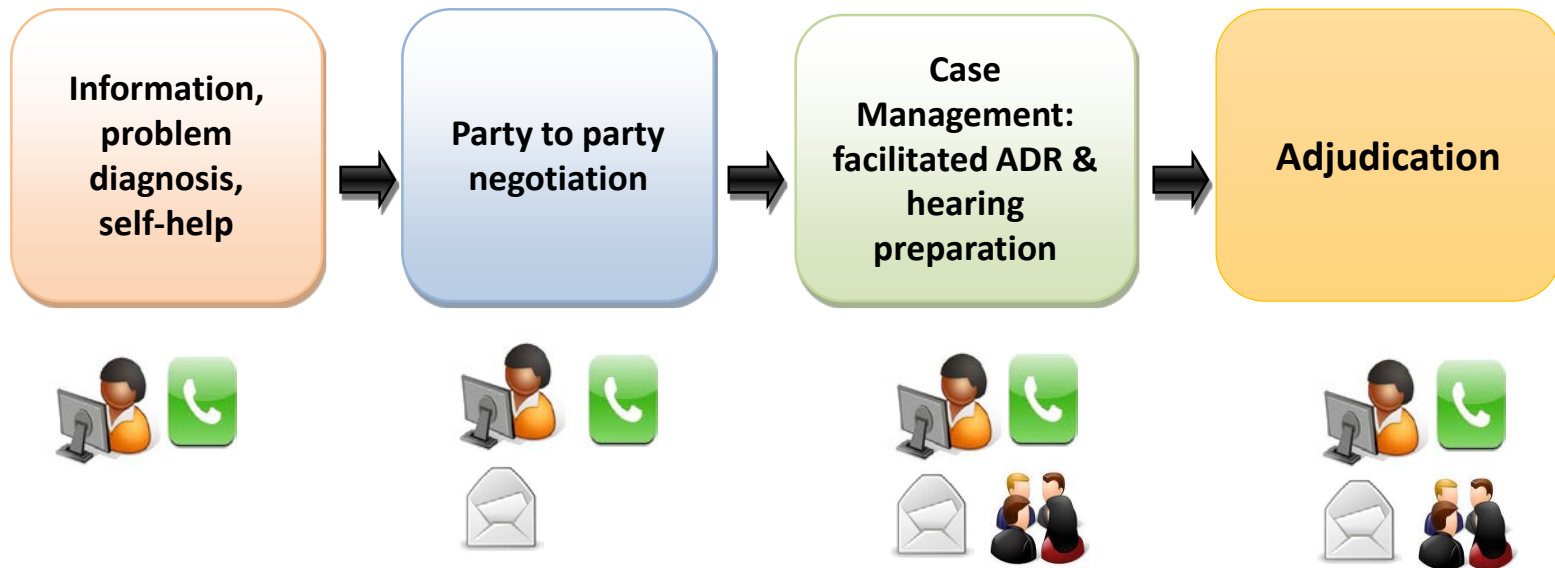 Information,
problem
diagnosis,
self-help
Party to party
negotiation
Case
Management:
facilitated ADR &
hearing
preparation
Adjudication